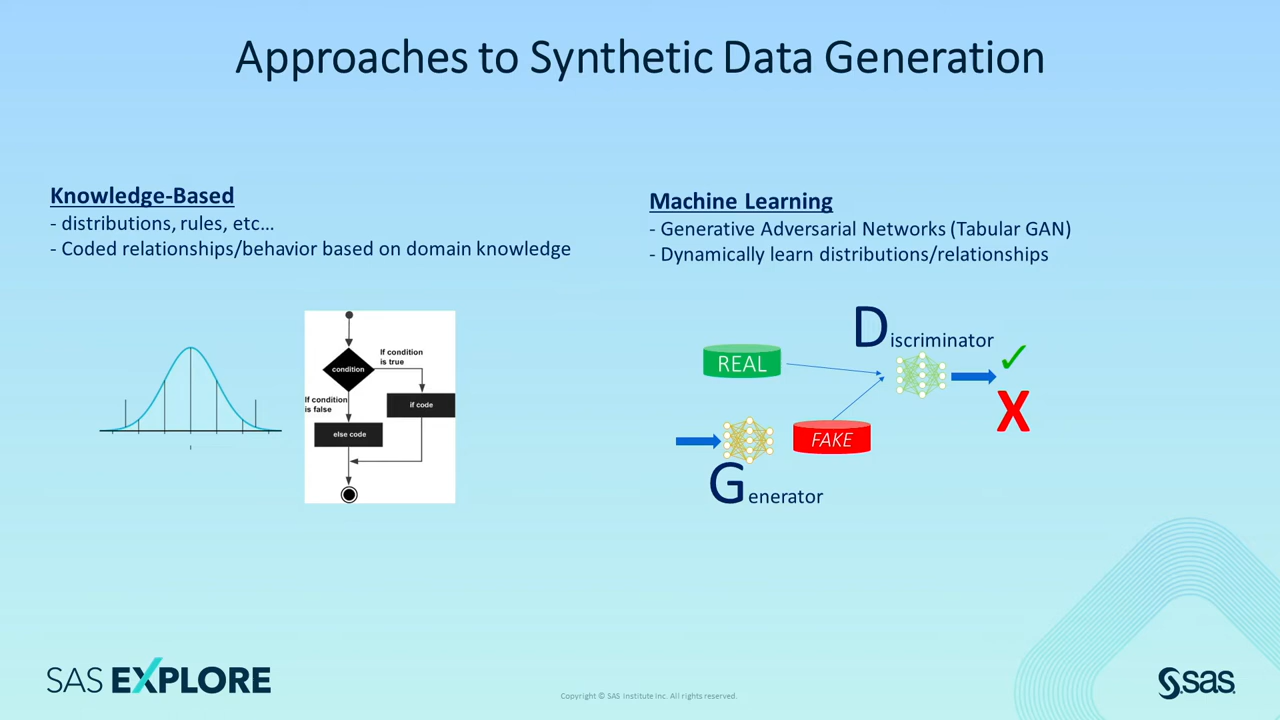 Approaches to Synthetic Data Generation
Knowledge-Based
- distributions, rules, etc...
- Coded relationships/behavior based on domain knowledge
If condition
is true
condition
If condition
is false
if code
else code
Machine Learning
- Generative Adversarial Networks (Tabular GAN)
- Dynamically learn distributions/relationships
Discriminator
REAL
✓
X
FAKE
Generator
SAS EXPLORE
Copyright © SAS Institute Inc. All rights reserved.
sas